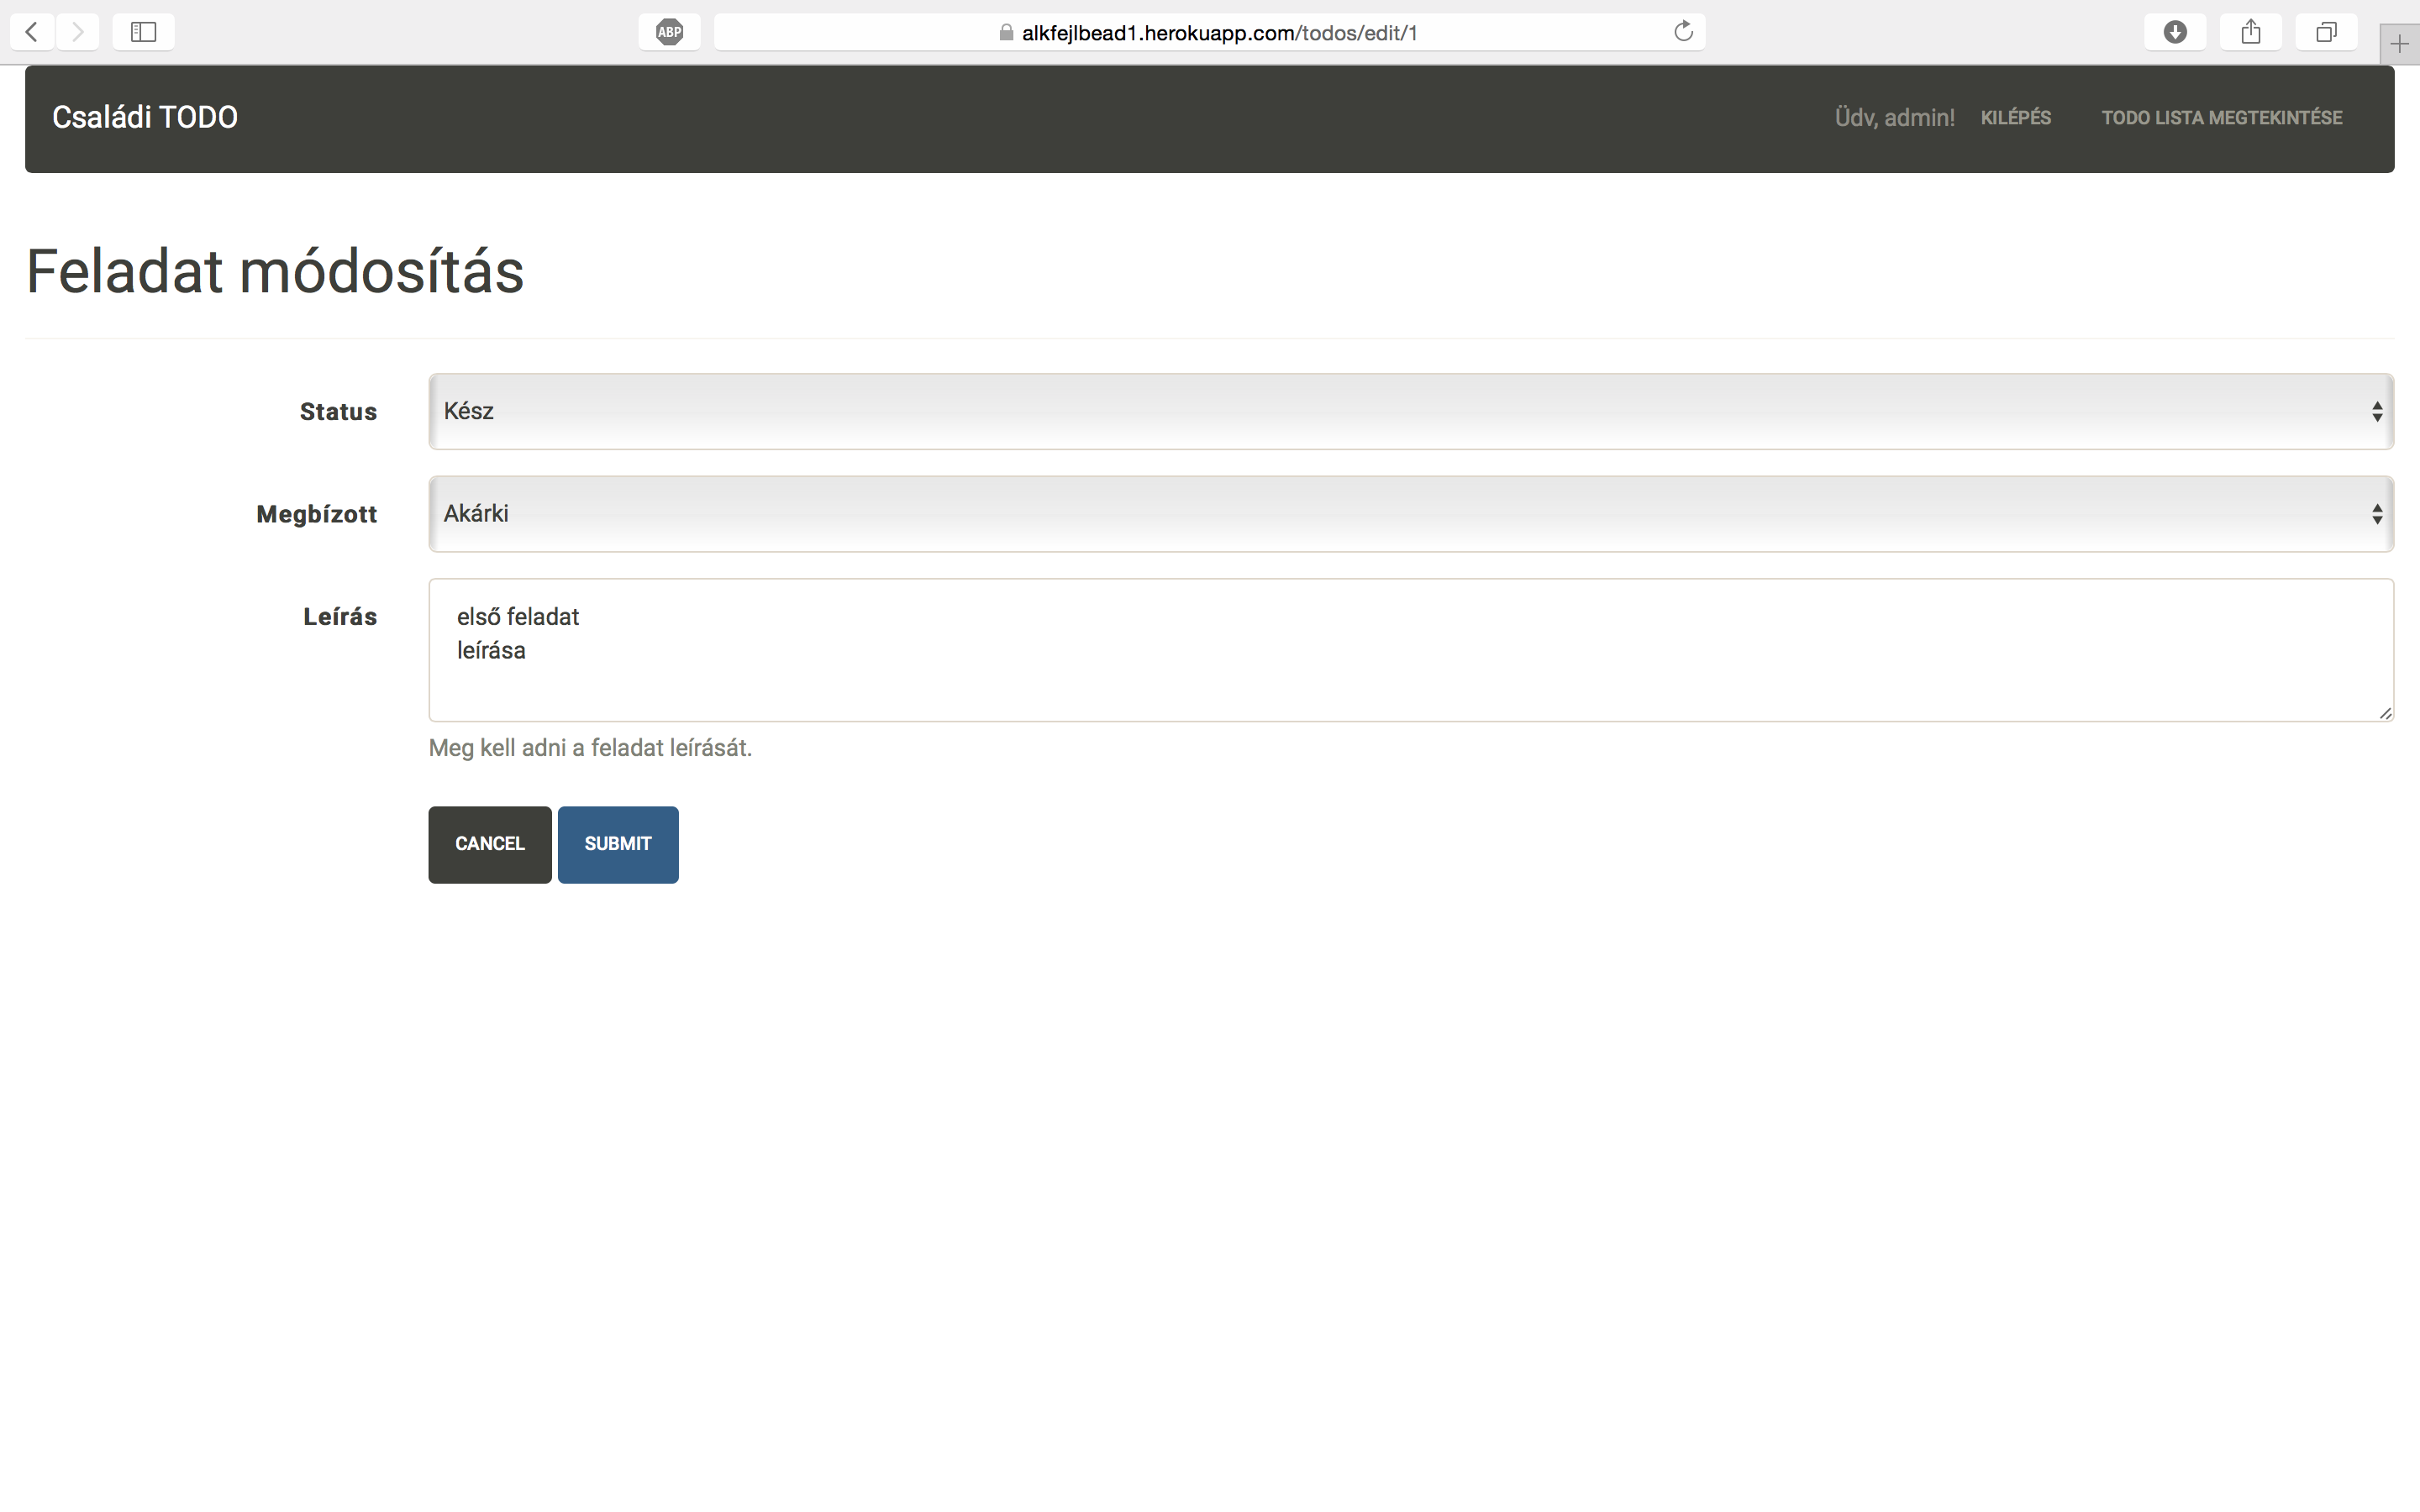 ABP
alkfejlbead1.herokuapp.com/todos/edit/1
Családi TODO
Üdv, admin! KILÉPÉS TODO LISTA MEGTEKINTÉSE
Feladat módosítás
Status Kész
Megbízott Akárki
Leírás első feladat
leírása
Meg kell adni a feladat leírását.
CANCEL SUBMIT